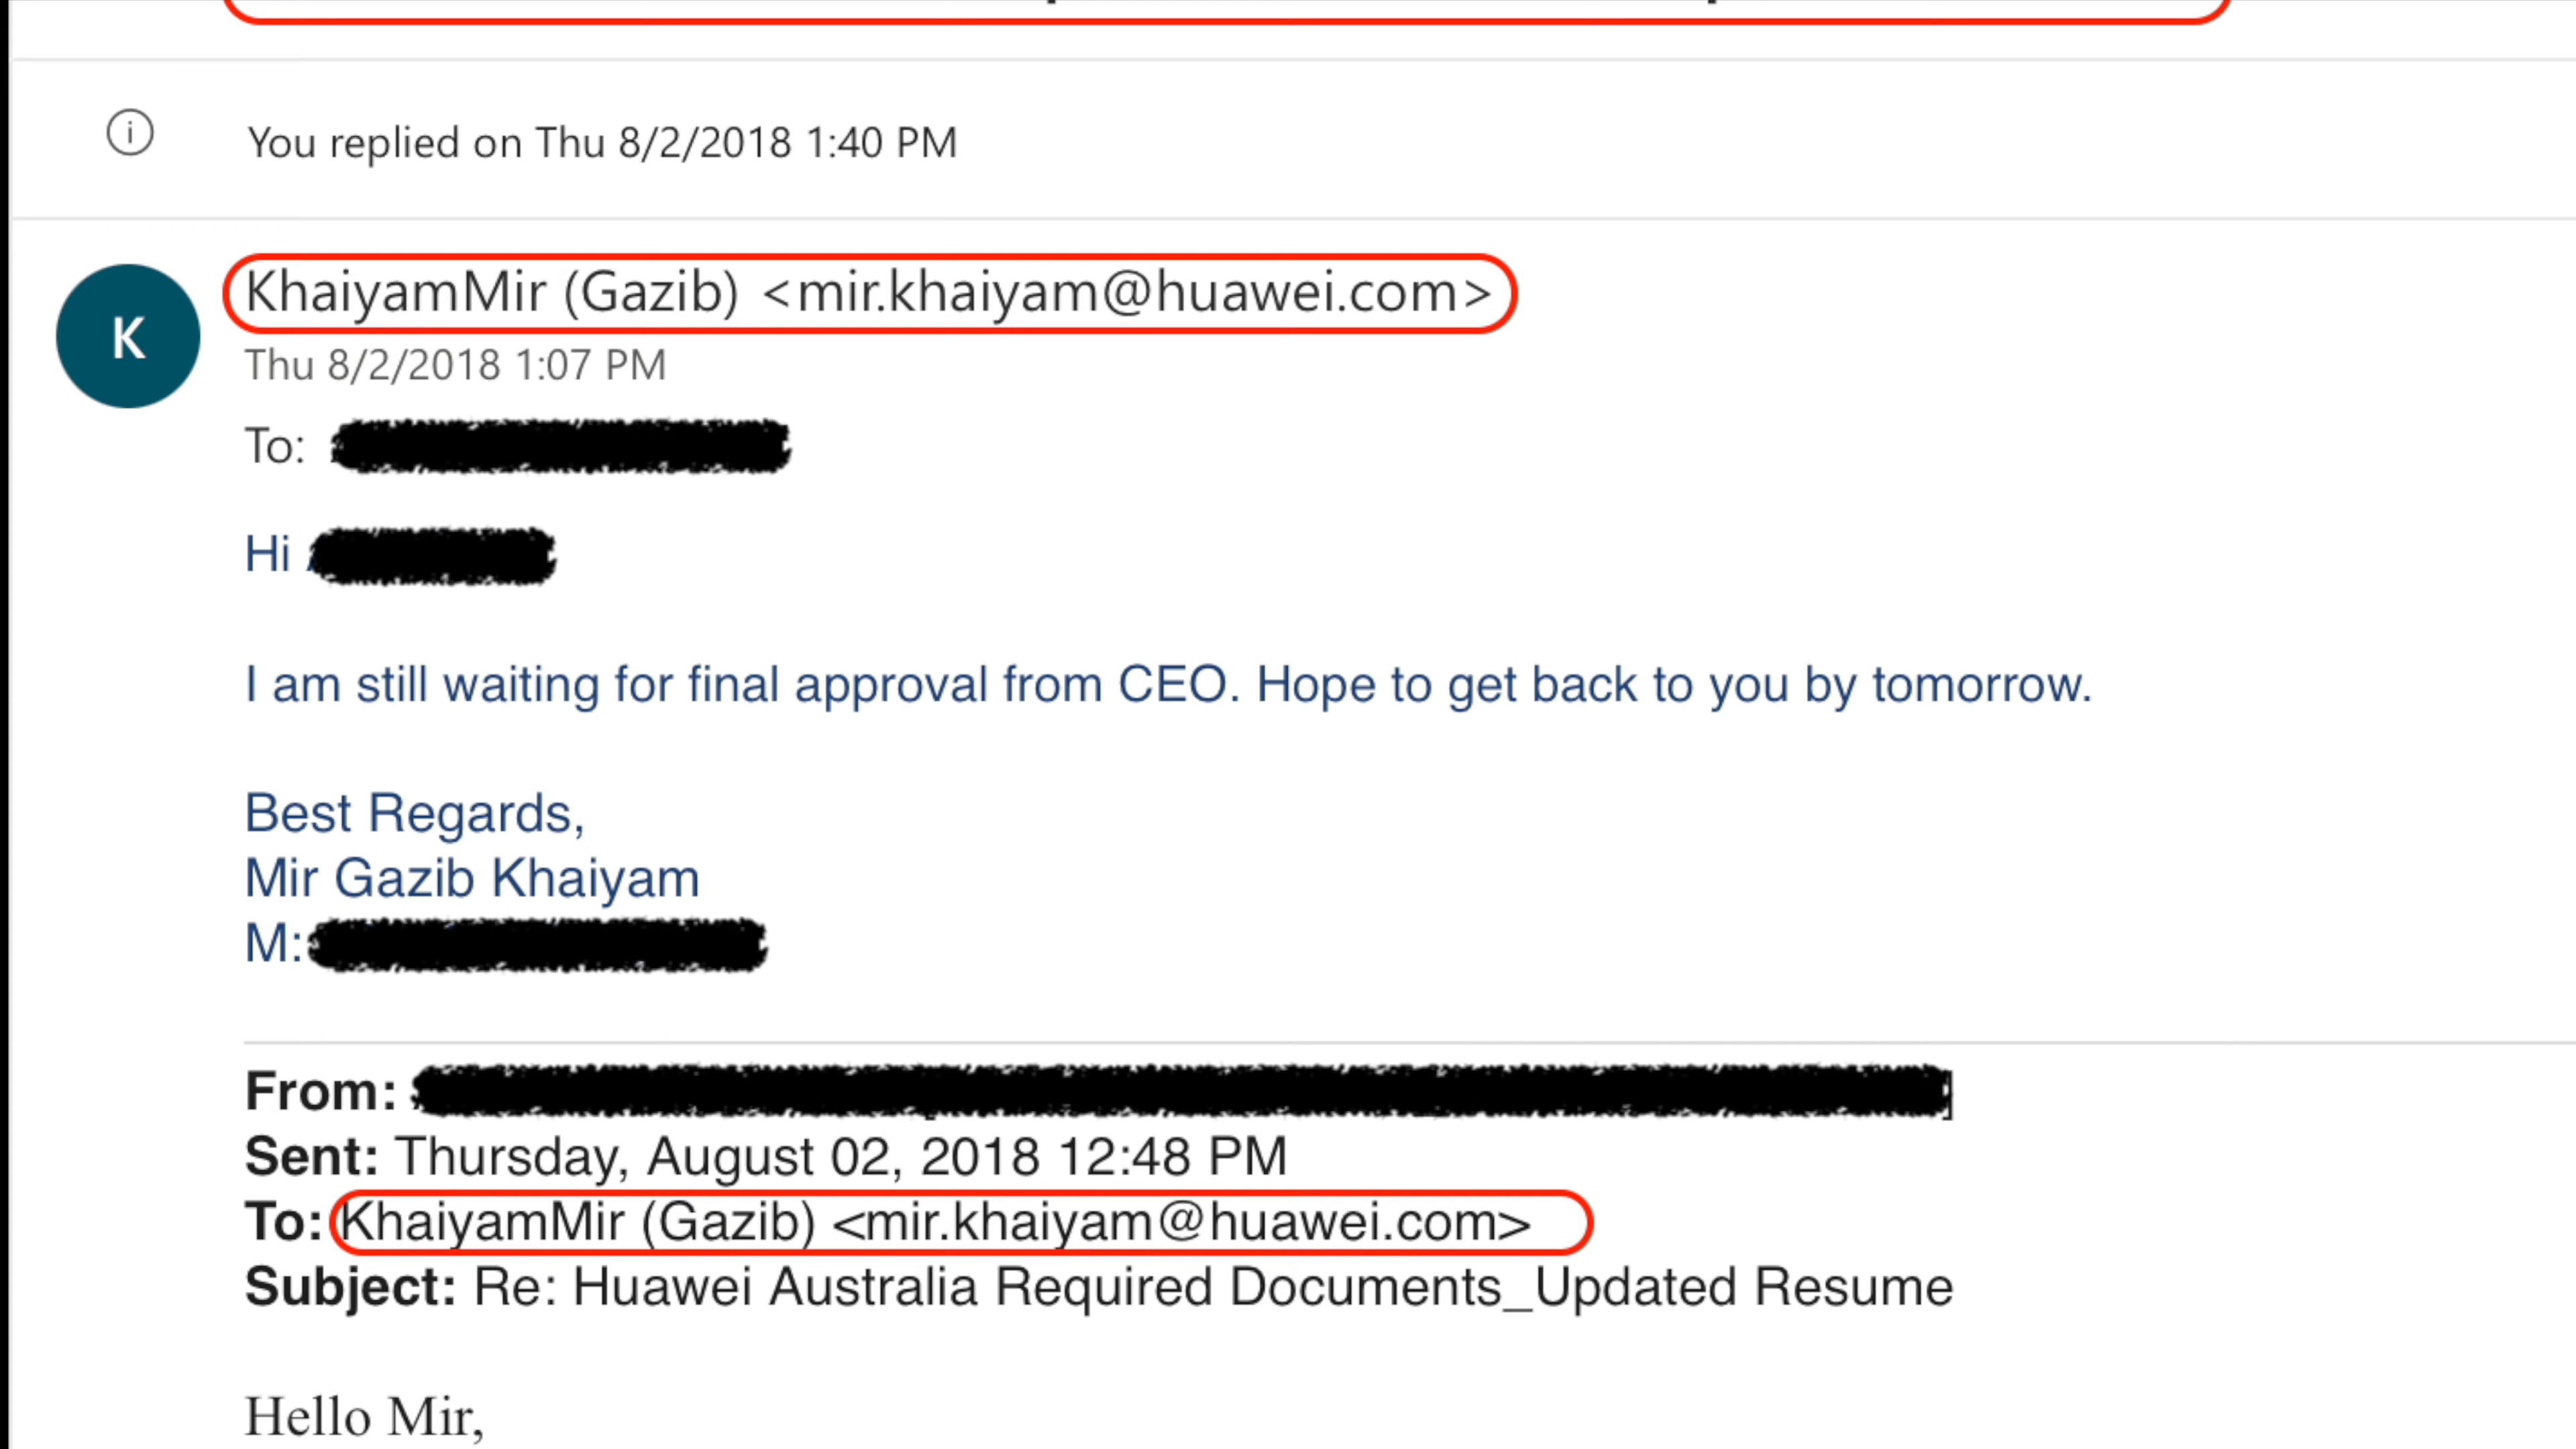 You replied on Thu 8/2/2018 1:40 PM
K
KhaiyamMir (Gazib) <mir.khaiyam@huawei.com>
Thu 8/2/2018 1:07 PM
To:
Hi
I am still waiting for final approval from CEO. Hope to get back to you by tomorrow.
Best Regards,
Mir Gazib Khaiyam
M:
From:
Sent: Thursday, August 02, 2018 12:48 PM
To: KhaiyamMir (Gazib) <mir.khaiyam@huawei.com>
Subject: Re: Huawei Australia Required Documents_Updated Resume
Hello Mir,